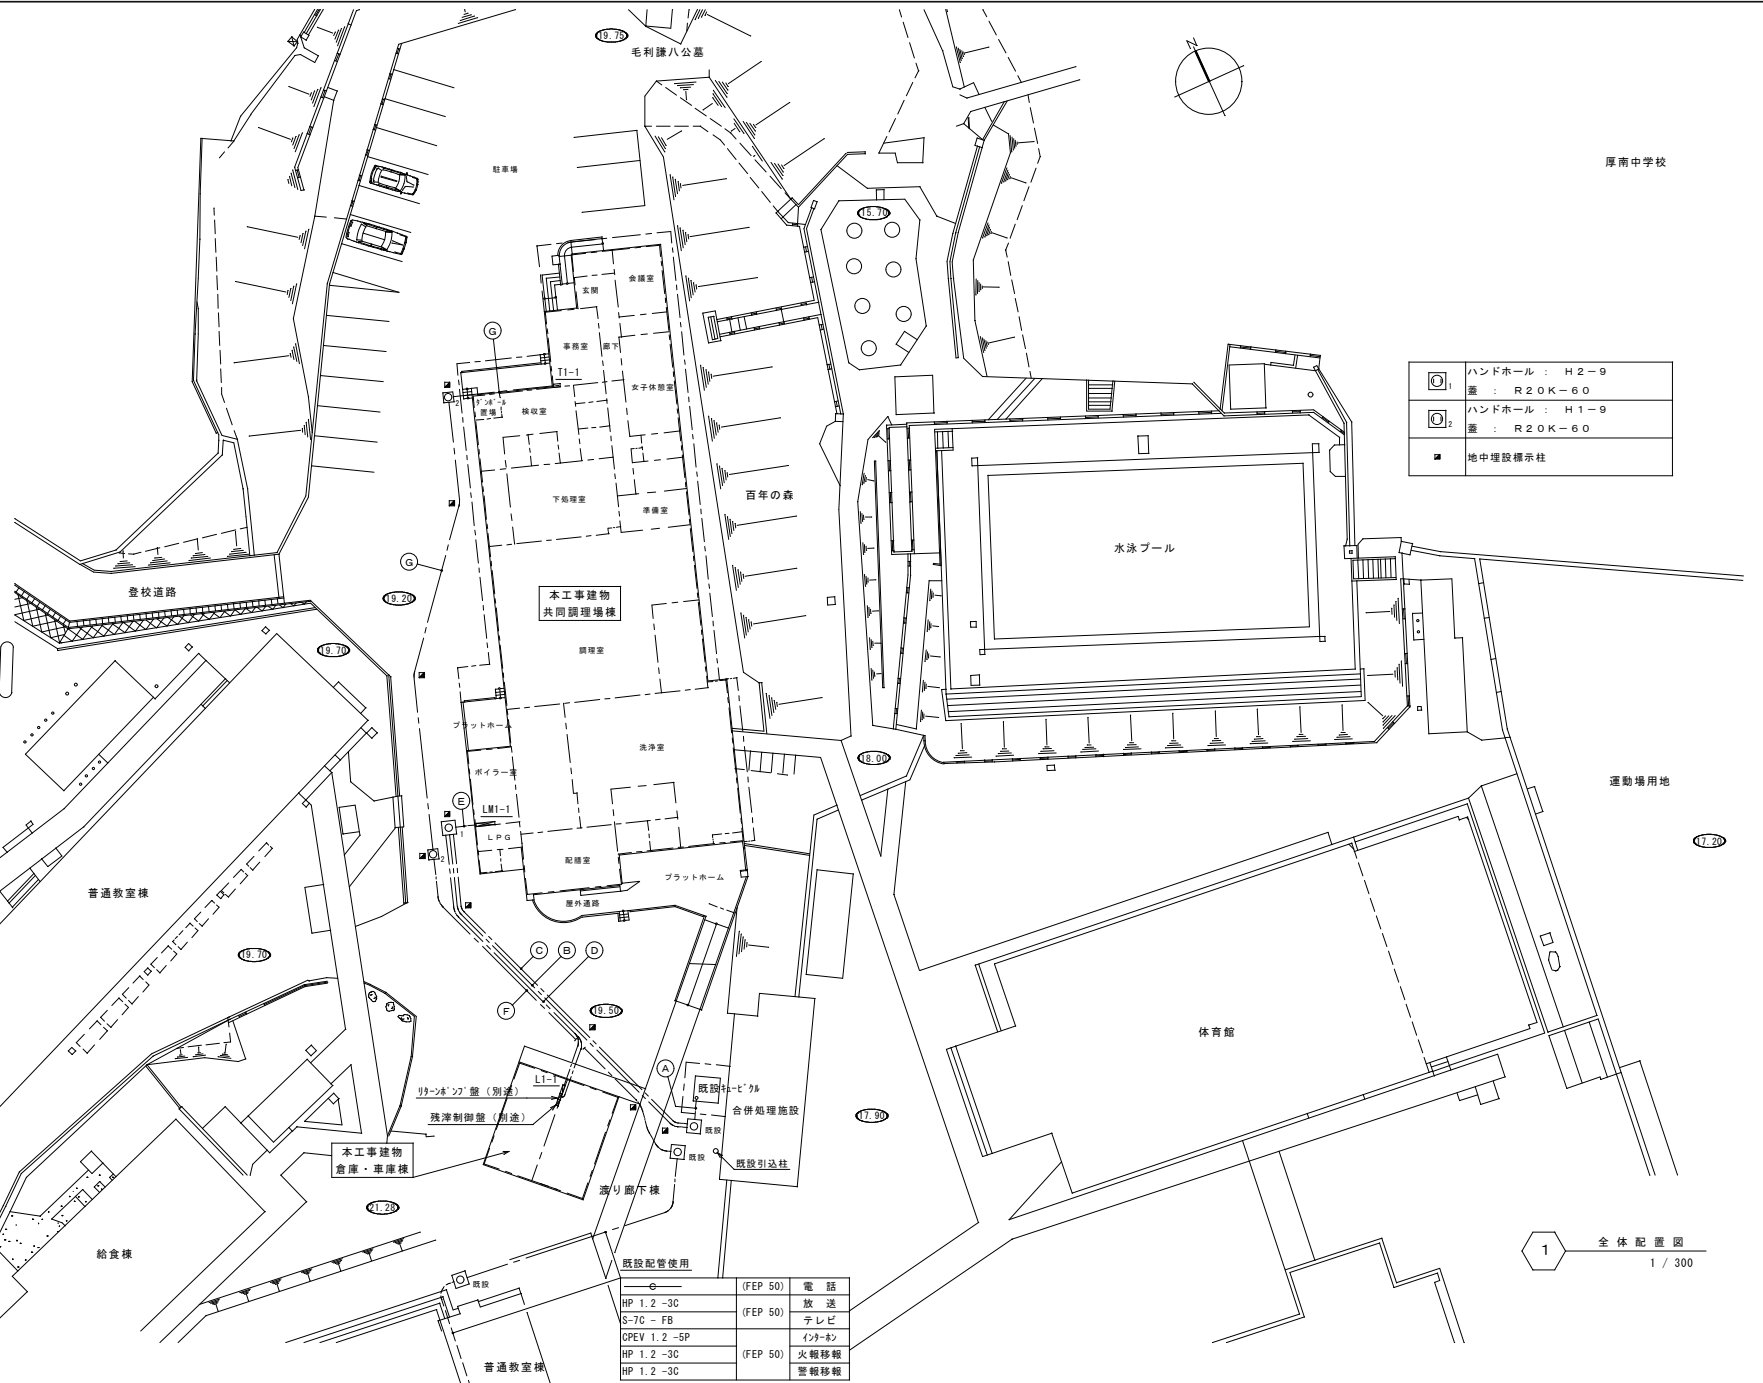 19.75
毛利謙八公墓
N
厚南中学校
駐車場
15.70
会議室
玄関
G
事務室
廊下
T1-1
女子休憩室
2
ダンボール
置場
検収室
ハンドホール ： H2-9
1
蓋 ： R20K-60
ハンドホール ： H1-9
2
蓋 ： R20K-60
地中埋設標示柱
下処理室
百年の森
準備室
水泳プール
G
登校道路
19.20
本工事建物
共同調理場棟
19.70
調理室
プラットホーム
洗浄室
18.00
ボイラー室
運動場用地
E
LM1-1
1
LPG
17.20
2
配膳室
プラットホーム
普通教室棟
屋外通路
C
B
D
19.70
F
19.50
体育館
A
L1-1
リターンポンプ盤（別途）
既設キュービクル
残滓制御盤（別途）
合併処理施設
17.90
既設
本工事建物
倉庫・車庫棟
既設
既設引込柱
渡り廊下棟
21.28
給食棟
1
全体配置図
1 / 300
既設
既設配管使用
C
(FEP 50)
電話
HP 1.2 -3C
(FEP 50)
放送
S-7C - FB
テレビ
CPEV 1.2 -5P
(FEP 50)
インターホン
HP 1.2 -3C
火報移報
HP 1.2 -3C
警報移報
普通教室棟